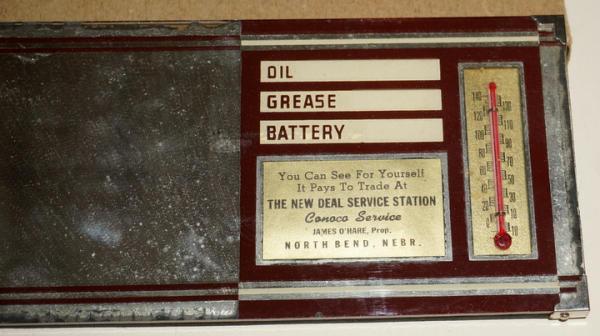 OIL
GREASE
BATTERY
You Can See For Yourself
It Pays To Trade At
THE NEW DEAL SERVICE STATION
Conoco Service
JAMES O'HARE, Prop.
NORTH BEND, NEBR.